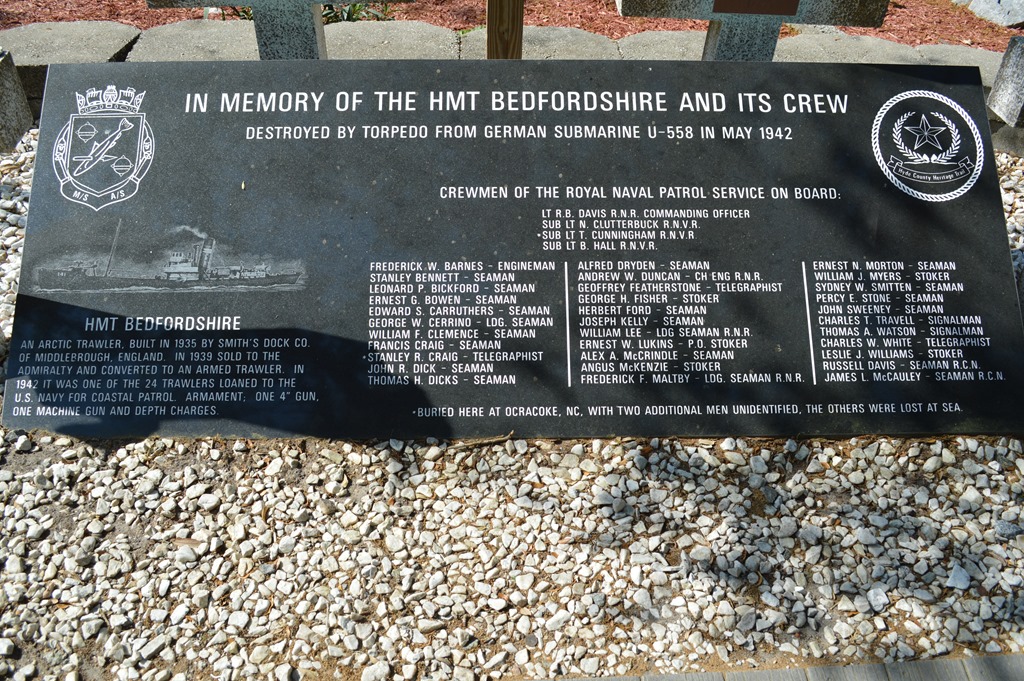 IN MEMORY OF THE HMT BEDFORDSHIRE AND ITS CREW
DESTROYED BY TORPEDO FROM GERMAN SUBMARINE U-558 IN MAY 1942
M/S A/S
Hyde County Heritage Trail
CREWMEN OF THE ROYAL NAVAL PATROL SERVICE ON BOARD:
LT R.B. DAVIS R.N.R. COMMANDING OFFICER
SUB LT N. CLUTTERBUCK R.N.V.R.
*SUB LT T. CUNNINGHAM R.N.V.R.
SUB LT B. HALL R.N.V.R.
FREDERICK W. BARNES - ENGINEMAN
STANLEY BENNETT - SEAMAN
LEONARD P. BICKFORD - SEAMAN
ERNEST G. BOWEN - SEAMAN
EDWARD S. CARRUTHERS - SEAMAN
GEORGE W. CERRINO - LDG. SEAMAN
WILLIAM F. CLEMENCE - SEAMAN
FRANCIS CRAIG - SEAMAN
*STANLEY R. CRAIG - TELEGRAPHIST
JOHN R. DICK - SEAMAN
THOMAS H. DICKS - SEAMAN
ALFRED DRYDEN - SEAMAN
ANDREW W. DUNCAN - CH ENG R.N.R.
GEOFFREY FEATHERSTONE - TELEGRAPHIST
GEORGE H. FISHER - STOKER
HERBERT FORD - SEAMAN
JOSEPH KELLY - SEAMAN
WILLIAM LEE - LDG SEAMAN R.N.R.
ERNEST W. LUKINS - P.O. STOKER
ALEX A. McCRINDLE - SEAMAN
ANGUS McKENZIE - STOKER
FREDERICK F. MALTBY - LDG. SEAMAN R.N.R.
ERNEST N. MORTON - SEAMAN
WILLIAM J. MYERS - STOKER
SYDNEY W. SMITTEN - SEAMAN
PERCY E. STONE - SEAMAN
JOHN SWEENEY - SEAMAN
CHARLES T. TRAVELL - SIGNALMAN
THOMAS A. WATSON - SIGNALMAN
CHARLES W. WHITE - TELEGRAPHIST
LESLIE J. WILLIAMS - STOKER
RUSSELL DAVIS - SEAMAN R.C.N.
JAMES L. McCAULEY - SEAMAN R.C.N.
HMT BEDFORDSHIRE
AN ARCTIC TRAWLER, BUILT IN 1935 BY SMITH'S DOCK CO.
OF MIDDLEBROUGH, ENGLAND. IN 1939 SOLD TO THE
ADMIRALTY AND CONVERTED TO AN ARMED TRAWLER. IN
1942 IT WAS ONE OF THE 24 TRAWLERS LOANED TO THE
U.S. NAVY FOR COASTAL PATROL. ARMAMENT; ONE 4" GUN,
ONE MACHINE GUN AND DEPTH CHARGES.
*BURIED HERE AT OCRACOKE, NC, WITH TWO ADDITIONAL MEN UNIDENTIFIED, THE OTHERS WERE LOST AT SEA.